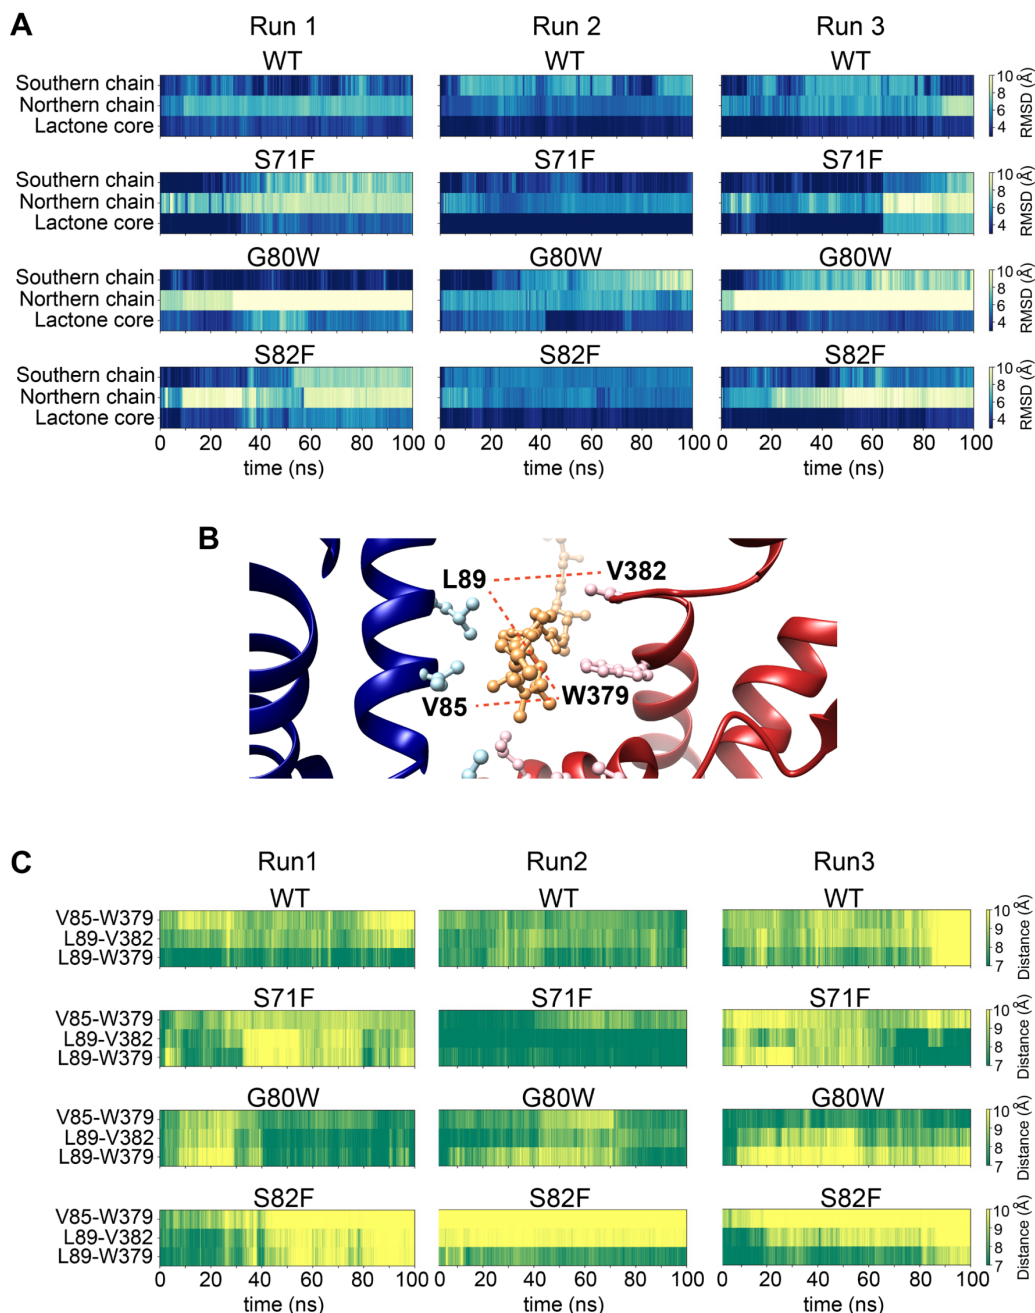 A
Run 1 Run 2 Run 3
WT WT WT
Southern chain
Northern chain
Lactone core
10
8
6
4
RMSD (Å)
S71F S71F S71F
Southern chain
Northern chain
Lactone core
10
8
6
4
RMSD (Å)
G80W G80W G80W
Southern chain
Northern chain
Lactone core
10
8
6
4
RMSD (Å)
S82F S82F S82F
Southern chain
Northern chain
Lactone core
10
8
6
4
RMSD (Å)
0 20 40 60 80 100 0 20 40 60 80 100 0 20 40 60 80 100
time (ns) time (ns) time (ns)
B
L89 V382
V85 W379
C
Run1 Run2 Run3
WT WT WT
V85-W379
L89-V382
L89-W379
10
9
8
7
Distance (Å)
S71F S71F S71F
V85-W379
L89-V382
L89-W379
10
9
8
7
Distance (Å)
G80W G80W G80W
V85-W379
L89-V382
L89-W379
10
9
8
7
Distance (Å)
S82F S82F S82F
V85-W379
L89-V382
L89-W379
10
9
8
7
Distance (Å)
0 20 40 60 80 100 0 20 40 60 80 100 0 20 40 60 80 100
time (ns) time (ns) time (ns)